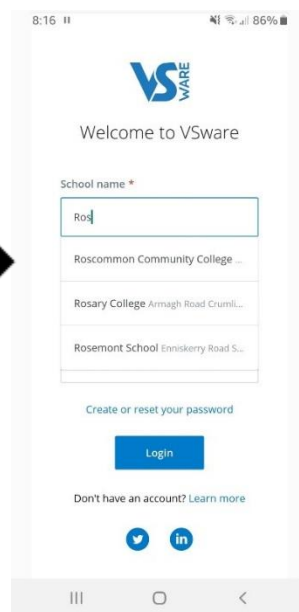 8:16
86%
VS
WARE
Welcome to VSware
School name *
Ros
Roscommon Community College ...
Rosary College Armagh Road Crumli...
Rosemont School Enniskerry Road S...
Create or reset your password
Login
Don't have an account? Learn more
in